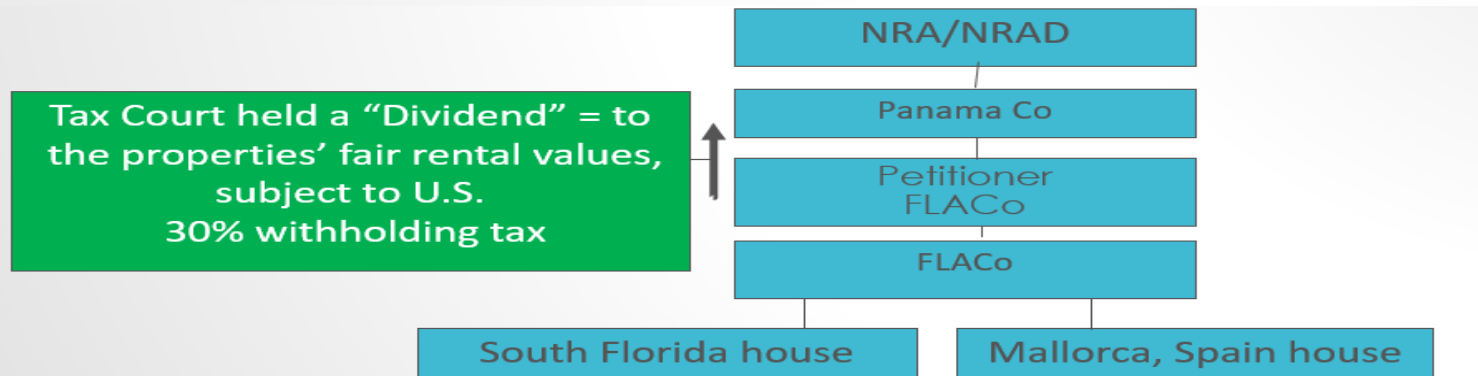 NRA/NRAD
Tax Court held a “Dividend” = to
the properties’ fair rental values,
subject to U.S.
30% withholding tax
Panama Co
Petitioner
FLACo
FLACo
South Florida house
Mallorca, Spain house